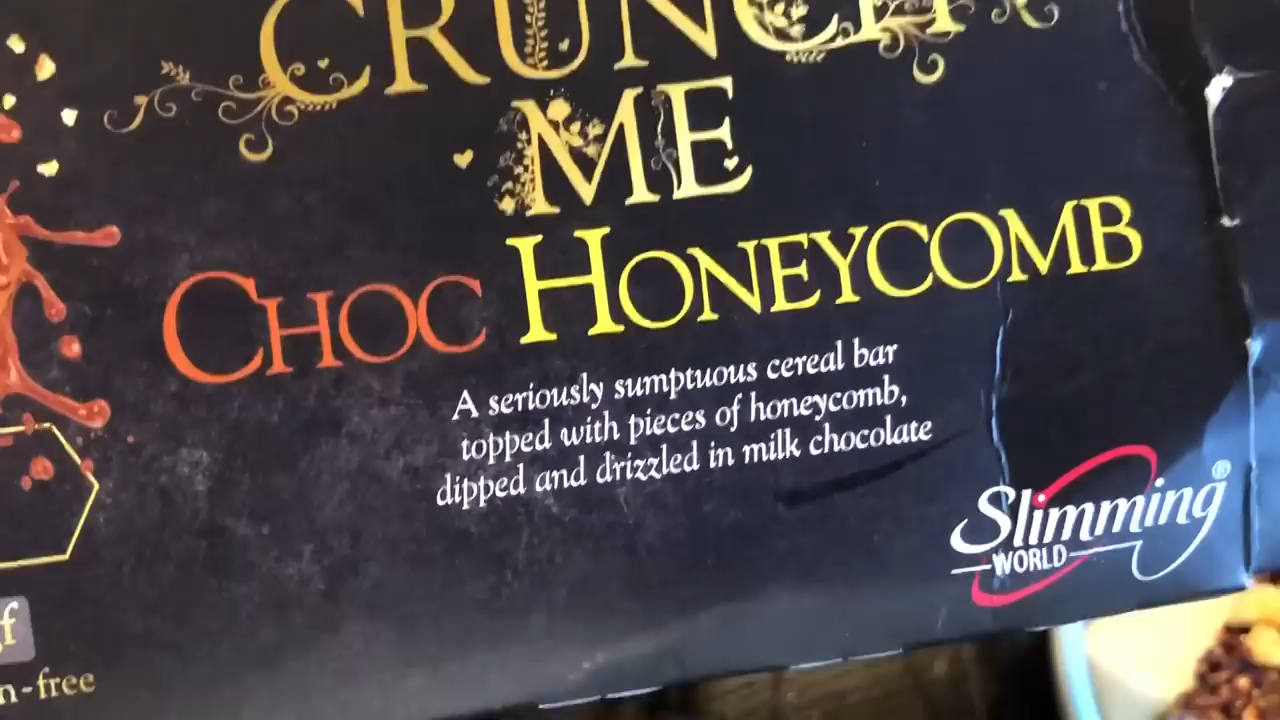 CRUNCH
ME
CHOC HONEYCOMB
A seriously sumptuous cereal bar
topped with pieces of honeycomb,
dipped and drizzled in milk chocolate
Slimming®
WORLD
f
n-free